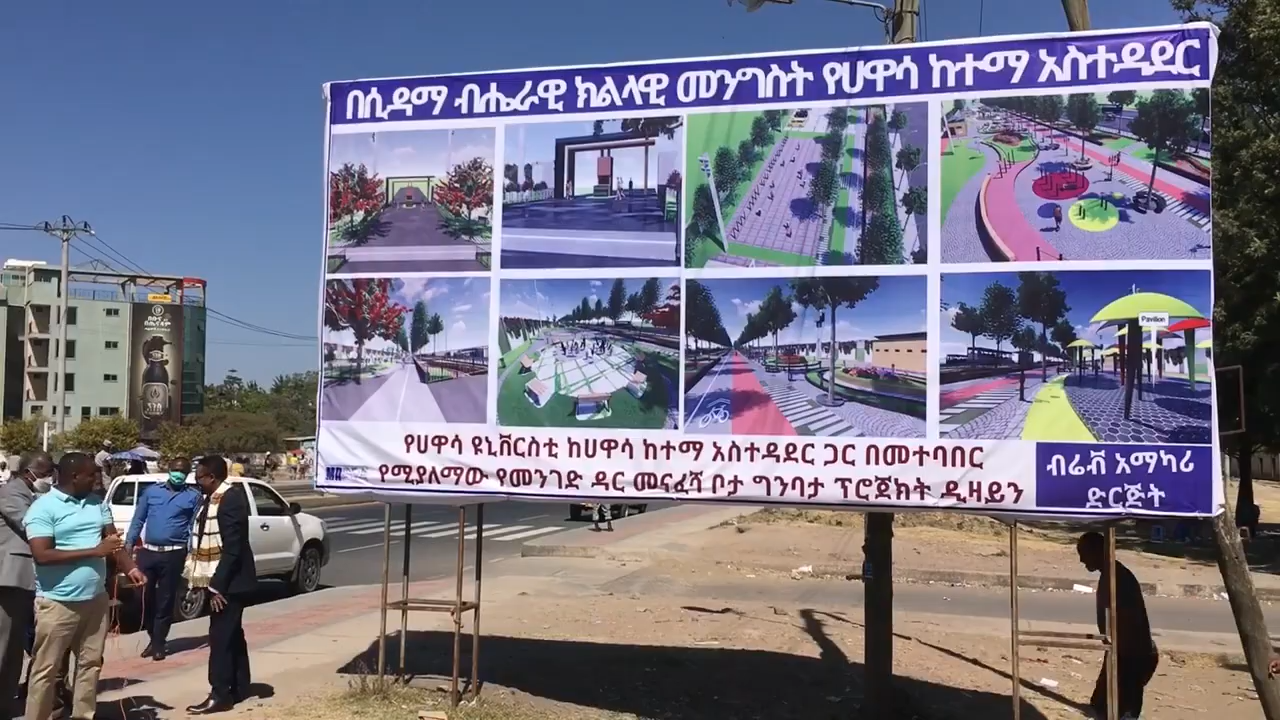 በሲዳማ ብሔራዊ ክልላዊ መንግስት የሀዋሳ ከተማ አስተዳደር
Pavilion
የሀዋሳ ዩኒቨርስቲ ከሀዋሳ ከተማ አስተዳደር ጋር በመተባበር
የሚያለማው የመንገድ ዳር መናፈሻ ቦታ ግንባታ ፕሮጀክት ዲዛይን
ብሬቭ አማካሪ
ድርጅት